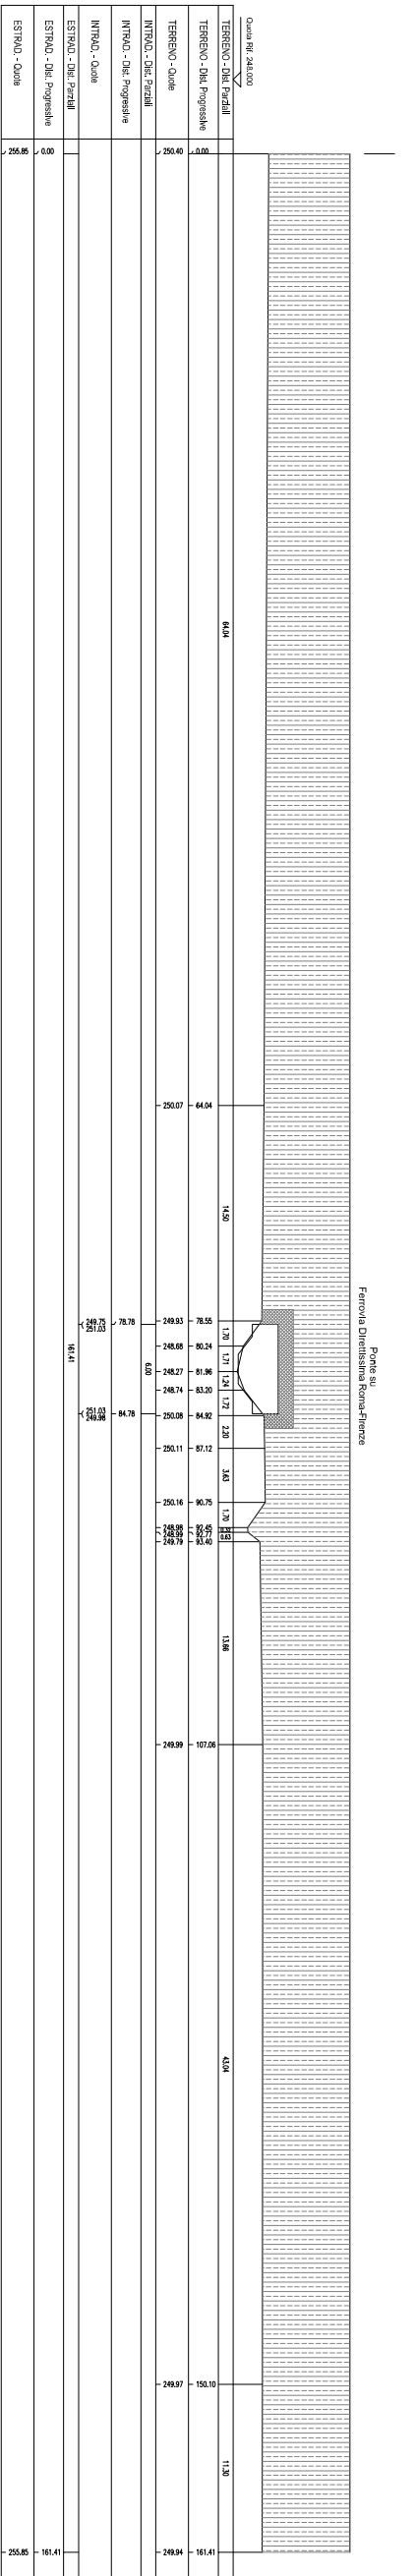 Ponte su
Ferrovia Direttissima Roma-Firenze
Quota Rif. 248.000
TERRENO - Dist. Parziali 64.04 14.50 1.70 1.71 1.24 1.72 2.20 3.63 1.70 0.32 0.63 13.66 43.04 11.30
TERRENO - Dist. Progressive 0.00 64.04 78.55 80.24 81.96 83.20 84.92 87.12 90.75 92.45 92.77 93.40 107.06 150.10 161.41
TERRENO - Quote 250.40 250.07 249.93 248.68 248.27 248.74 250.08 250.11 250.16 248.98 248.99 249.79 249.99 249.97 249.94
INTRAD. - Dist. Parziali 6.00
INTRAD. - Dist. Progressive 78.78 84.78
INTRAD. - Quote 249.75 251.03 251.03 249.98
ESTRAD. - Dist. Parziali 161.41
ESTRAD. - Dist. Progressive 0.00 161.41
ESTRAD. - Quote 255.85 255.85